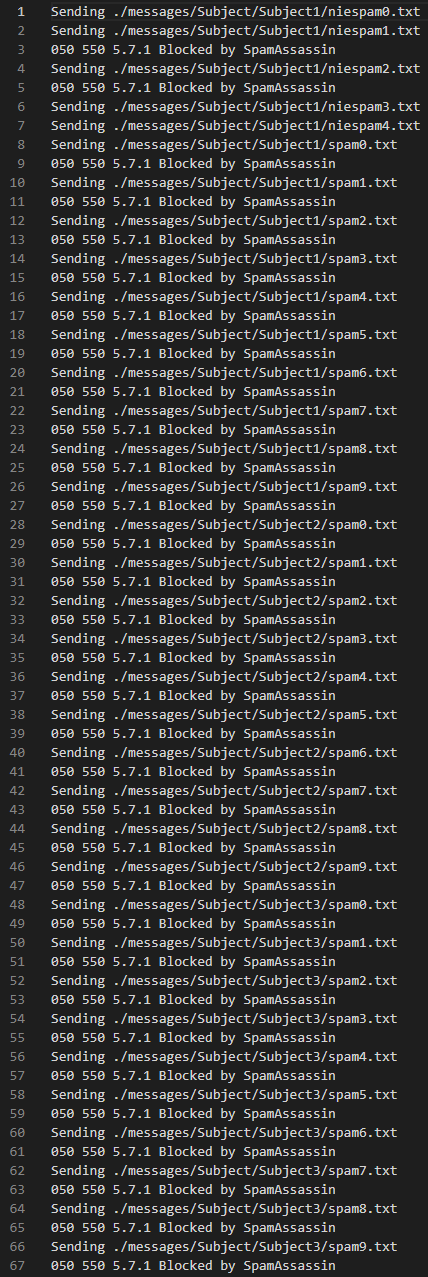 1 Sending ./messages/Subject/Subject1/niespam0.txt
2 Sending ./messages/Subject/Subject1/niespam1.txt
3 050 550 5.7.1 Blocked by SpamAssassin
4 Sending ./messages/Subject/Subject1/niespam2.txt
5 050 550 5.7.1 Blocked by SpamAssassin
6 Sending ./messages/Subject/Subject1/niespam3.txt
7 Sending ./messages/Subject/Subject1/niespam4.txt
8 Sending ./messages/Subject/Subject1/spam0.txt
9 050 550 5.7.1 Blocked by SpamAssassin
10 Sending ./messages/Subject/Subject1/spam1.txt
11 050 550 5.7.1 Blocked by SpamAssassin
12 Sending ./messages/Subject/Subject1/spam2.txt
13 050 550 5.7.1 Blocked by SpamAssassin
14 Sending ./messages/Subject/Subject1/spam3.txt
15 050 550 5.7.1 Blocked by SpamAssassin
16 Sending ./messages/Subject/Subject1/spam4.txt
17 050 550 5.7.1 Blocked by SpamAssassin
18 Sending ./messages/Subject/Subject1/spam5.txt
19 050 550 5.7.1 Blocked by SpamAssassin
20 Sending ./messages/Subject/Subject1/spam6.txt
21 050 550 5.7.1 Blocked by SpamAssassin
22 Sending ./messages/Subject/Subject1/spam7.txt
23 050 550 5.7.1 Blocked by SpamAssassin
24 Sending ./messages/Subject/Subject1/spam8.txt
25 050 550 5.7.1 Blocked by SpamAssassin
26 Sending ./messages/Subject/Subject1/spam9.txt
27 050 550 5.7.1 Blocked by SpamAssassin
28 Sending ./messages/Subject/Subject2/spam0.txt
29 050 550 5.7.1 Blocked by SpamAssassin
30 Sending ./messages/Subject/Subject2/spam1.txt
31 050 550 5.7.1 Blocked by SpamAssassin
32 Sending ./messages/Subject/Subject2/spam2.txt
33 050 550 5.7.1 Blocked by SpamAssassin
34 Sending ./messages/Subject/Subject2/spam3.txt
35 050 550 5.7.1 Blocked by SpamAssassin
36 Sending ./messages/Subject/Subject2/spam4.txt
37 050 550 5.7.1 Blocked by SpamAssassin
38 Sending ./messages/Subject/Subject2/spam5.txt
39 050 550 5.7.1 Blocked by SpamAssassin
40 Sending ./messages/Subject/Subject2/spam6.txt
41 050 550 5.7.1 Blocked by SpamAssassin
42 Sending ./messages/Subject/Subject2/spam7.txt
43 050 550 5.7.1 Blocked by SpamAssassin
44 Sending ./messages/Subject/Subject2/spam8.txt
45 050 550 5.7.1 Blocked by SpamAssassin
46 Sending ./messages/Subject/Subject2/spam9.txt
47 050 550 5.7.1 Blocked by SpamAssassin
48 Sending ./messages/Subject/Subject3/spam0.txt
49 050 550 5.7.1 Blocked by SpamAssassin
50 Sending ./messages/Subject/Subject3/spam1.txt
51 050 550 5.7.1 Blocked by SpamAssassin
52 Sending ./messages/Subject/Subject3/spam2.txt
53 050 550 5.7.1 Blocked by SpamAssassin
54 Sending ./messages/Subject/Subject3/spam3.txt
55 050 550 5.7.1 Blocked by SpamAssassin
56 Sending ./messages/Subject/Subject3/spam4.txt
57 050 550 5.7.1 Blocked by SpamAssassin
58 Sending ./messages/Subject/Subject3/spam5.txt
59 050 550 5.7.1 Blocked by SpamAssassin
60 Sending ./messages/Subject/Subject3/spam6.txt
61 050 550 5.7.1 Blocked by SpamAssassin
62 Sending ./messages/Subject/Subject3/spam7.txt
63 050 550 5.7.1 Blocked by SpamAssassin
64 Sending ./messages/Subject/Subject3/spam8.txt
65 050 550 5.7.1 Blocked by SpamAssassin
66 Sending ./messages/Subject/Subject3/spam9.txt
67 050 550 5.7.1 Blocked by SpamAssassin